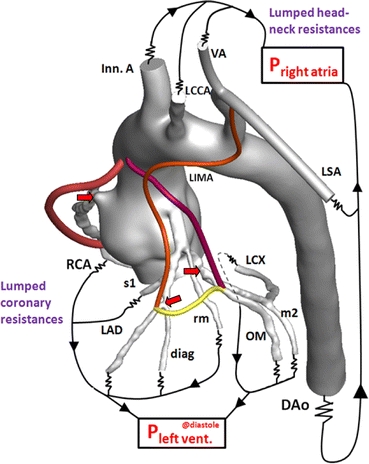 Lumped head-
neck resistances
VA
Inn. A
LCCA
P right atria
LIMA
LSA
RCA
s1
LCX
Lumped
coronary
resistances
LAD
rm
m2
OM
diag
DAo
P @diastole
left vent.